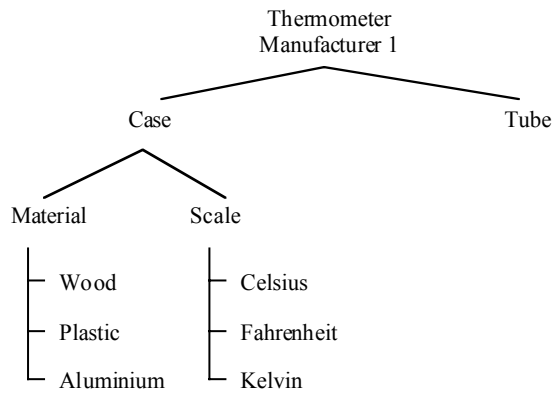 Thermometer
Manufacturer 1
Case
Tube
Material
Scale
Wood
Celsius
Plastic
Fahrenheit
Aluminium
Kelvin